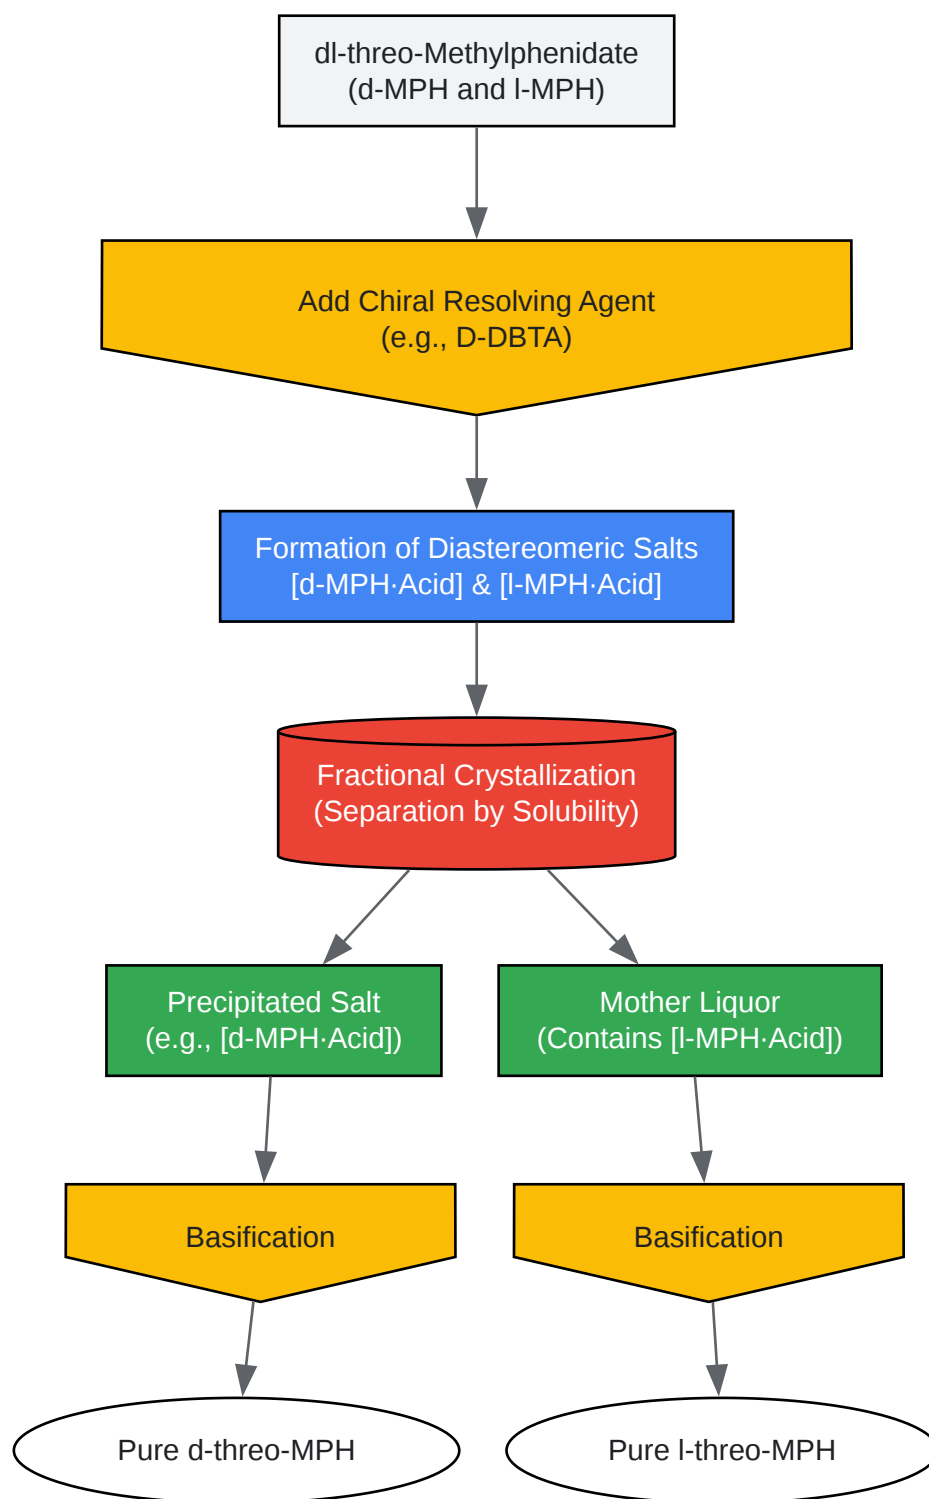 dl-threo-Methylphenidate
(d-MPH and l-MPH)
Add Chiral Resolving Agent
(e.g., D-DBTA)
Formation of Diastereomeric Salts
[d-MPH·Acid] & [l-MPH·Acid]
Fractional Crystallization
(Separation by Solubility)
Precipitated Salt
(e.g., [d-MPH·Acid])
Mother Liquor
(Contains [l-MPH·Acid])
Basification
Basification
Pure d-threo-MPH
Pure l-threo-MPH